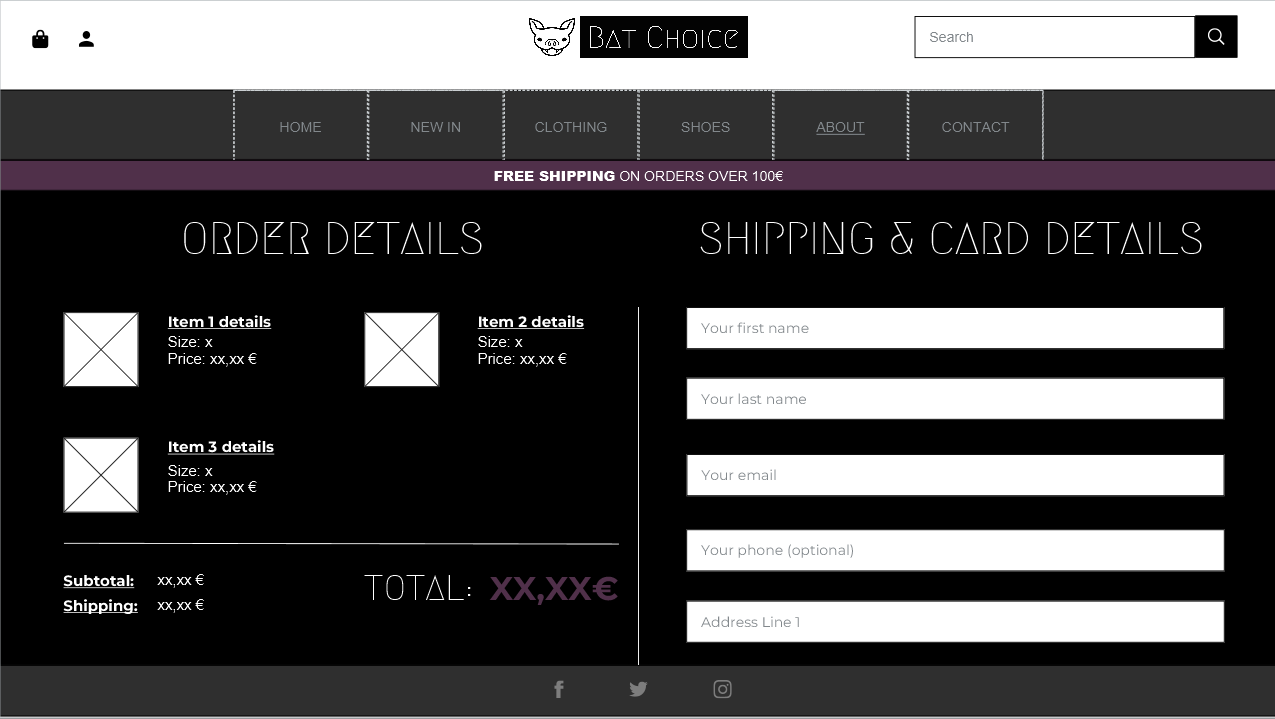 Bat Choice
Search
HOME
NEW IN
CLOTHING
SHOES
ABOUT
CONTACT
FREE SHIPPING ON ORDERS OVER 100€
ORDER DETAILS
Item 1 details
Size: x
Price: xx,xx €
Item 2 details
Size: x
Price: xx,xx €
Item 3 details
Size: x
Price: xx,xx €
Subtotal: xx,xx €
Shipping: xx,xx €
TOTAL: XX,XX€
SHIPPING & CARD DETAILS
Your first name
Your last name
Your email
Your phone (optional)
Address Line 1